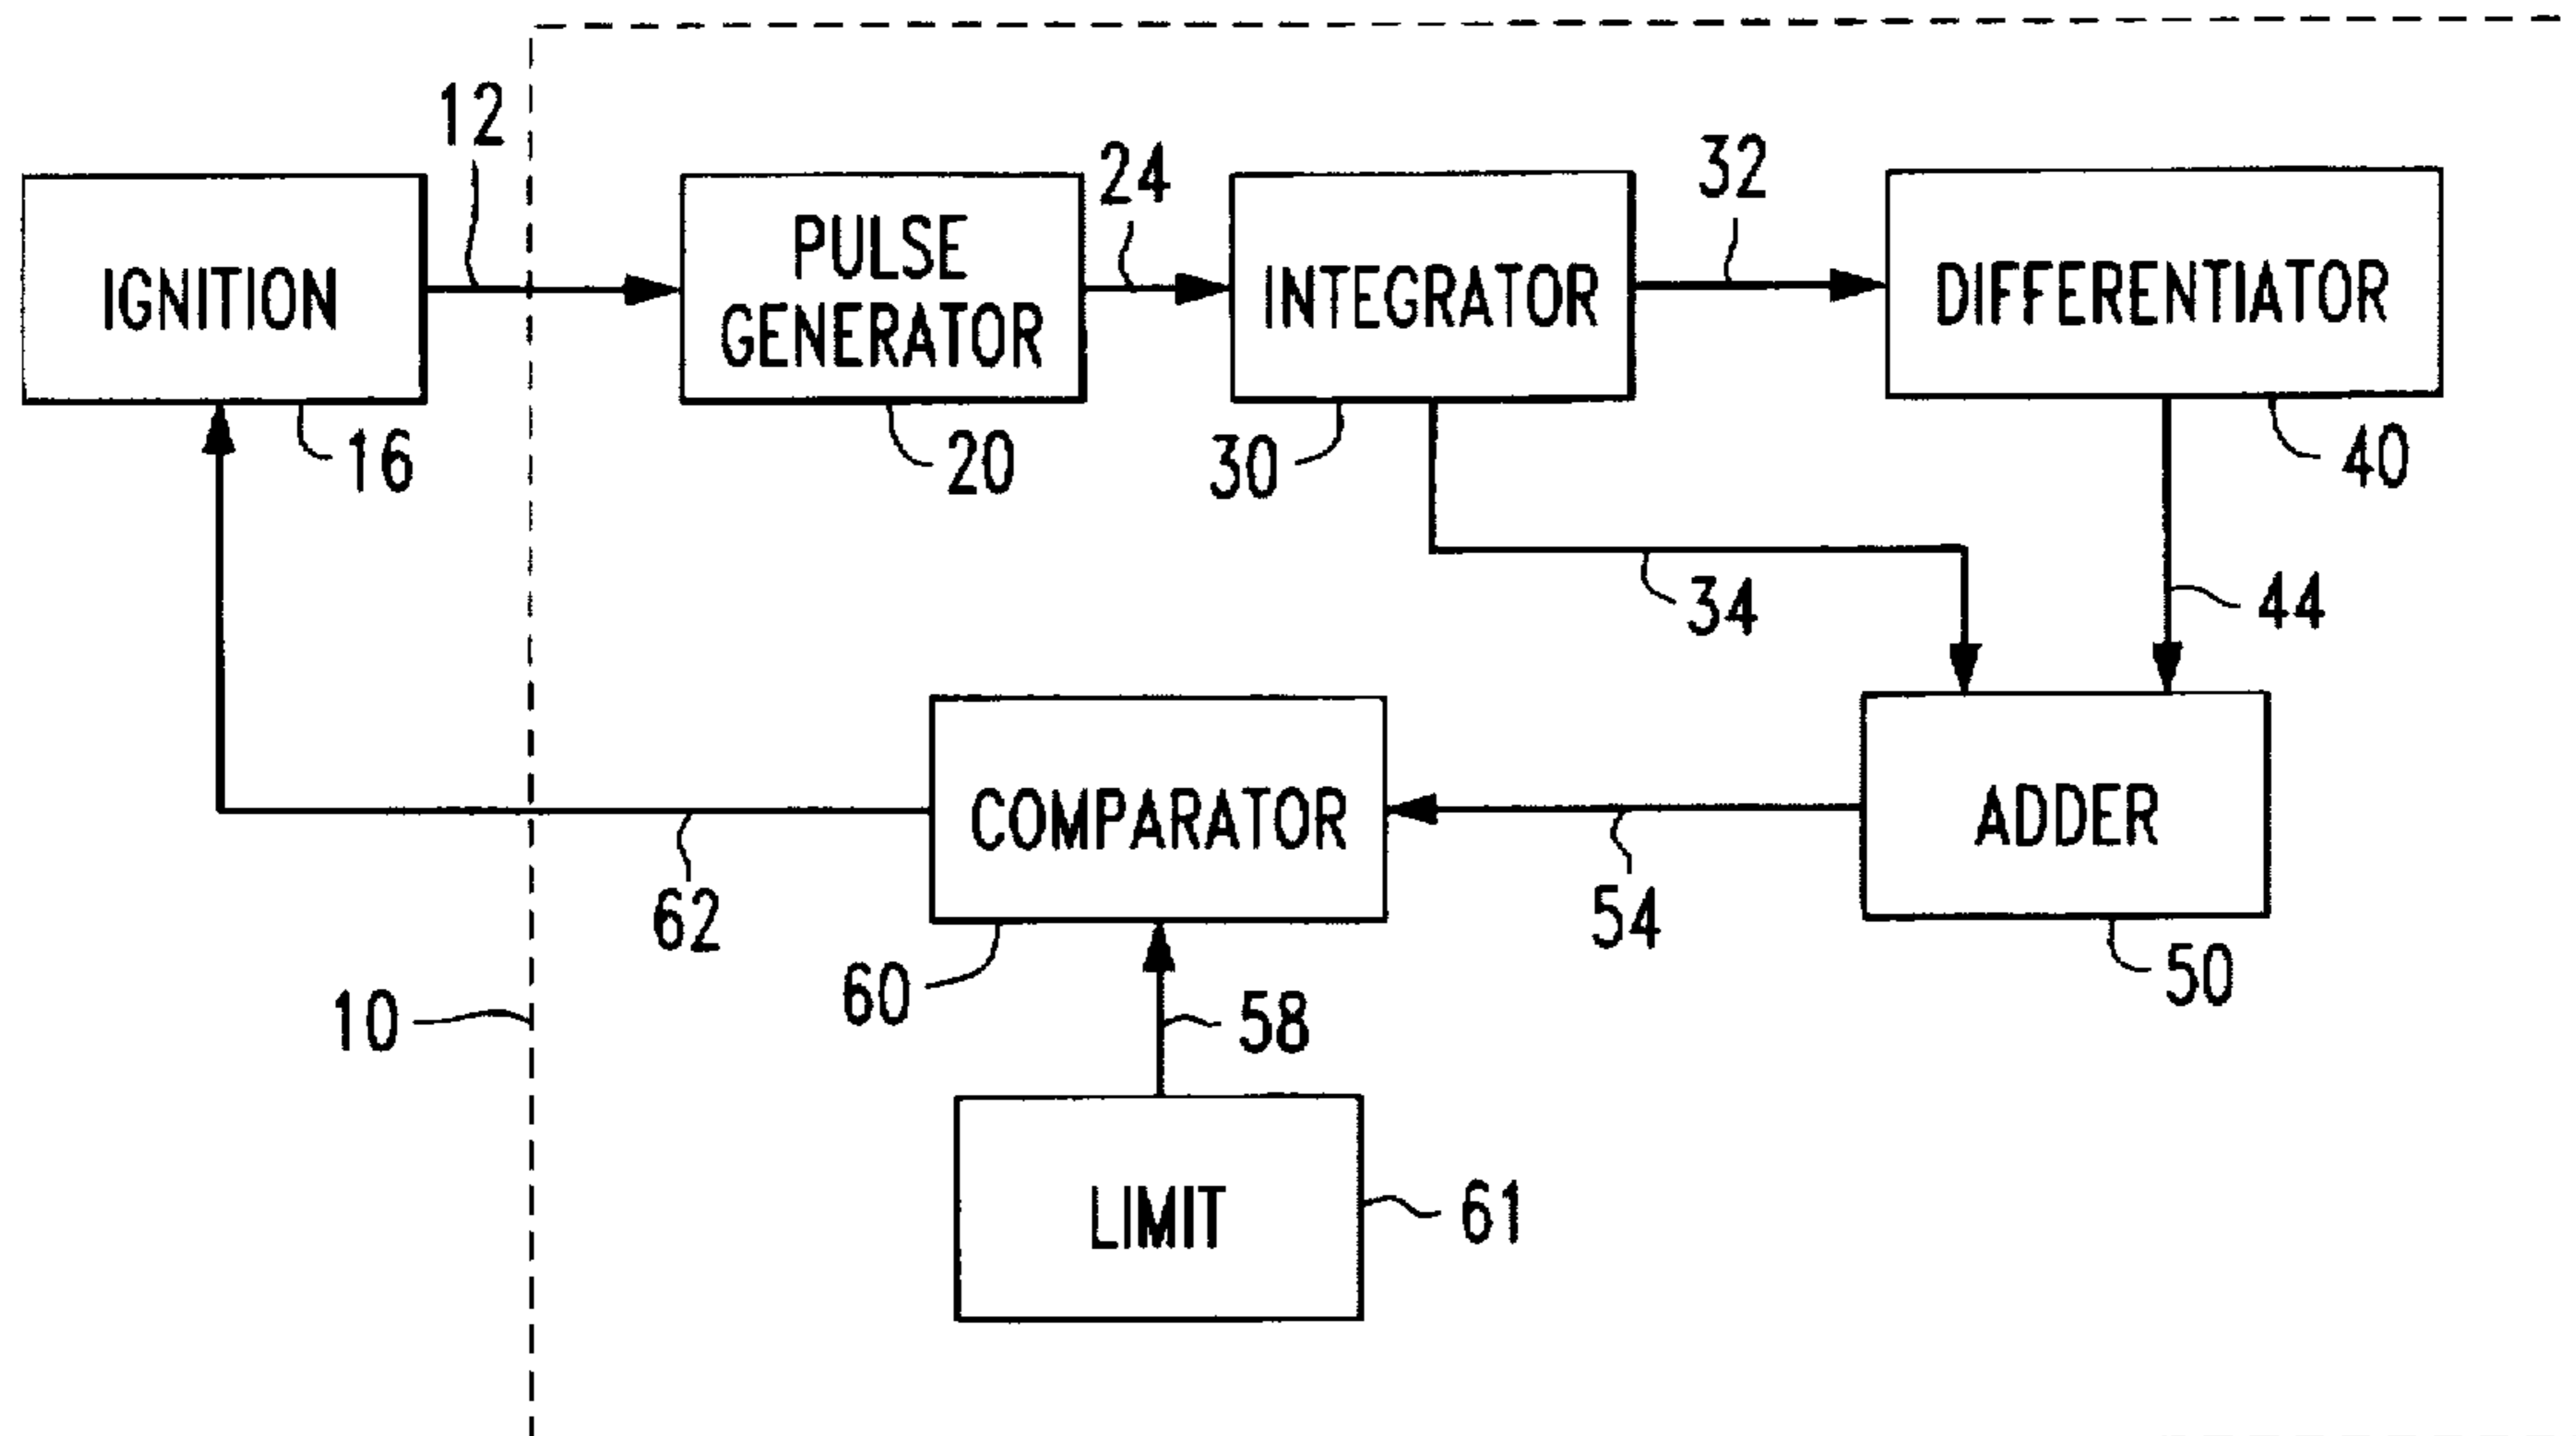 12
IGNITION
16
PULSE
GENERATOR
20
24
INTEGRATOR
30
32
DIFFERENTIATOR
40
34
44
COMPARATOR
60
62
54
ADDER
50
10
58
LIMIT
61